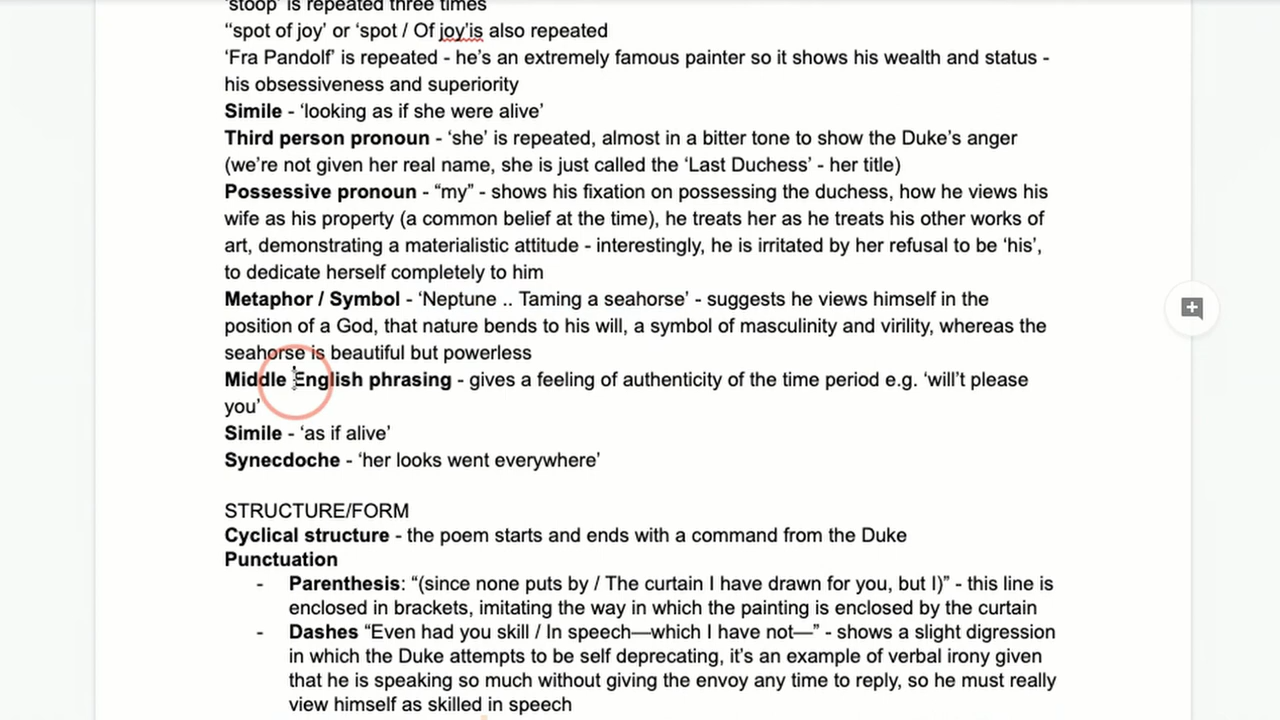 'stoop' is repeated three times
"spot of joy' or 'spot / Of joy'is also repeated
'Fra Pandolf' is repeated - he's an extremely famous painter so it shows his wealth and status -
his obsessiveness and superiority
Simile - 'looking as if she were alive'
Third person pronoun - 'she' is repeated, almost in a bitter tone to show the Duke's anger
(we're not given her real name, she is just called the 'Last Duchess' - her title)
Possessive pronoun - “my” - shows his fixation on possessing the duchess, how he views his
wife as his property (a common belief at the time), he treats her as he treats his other works of
art, demonstrating a materialistic attitude - interestingly, he is irritated by her refusal to be 'his',
to dedicate herself completely to him
Metaphor / Symbol - 'Neptune .. Taming a seahorse' - suggests he views himself in the
position of a God, that nature bends to his will, a symbol of masculinity and virility, whereas the
seahorse is beautiful but powerless
Middle English phrasing - gives a feeling of authenticity of the time period e.g. 'will't please
you'
Simile - 'as if alive'
Synecdoche - 'her looks went everywhere'
STRUCTURE/FORM
Cyclical structure - the poem starts and ends with a command from the Duke
Punctuation
- Parenthesis: “(since none puts by / The curtain I have drawn for you, but I)” - this line is
enclosed in brackets, imitating the way in which the painting is enclosed by the curtain
- Dashes “Even had you skill / In speech—which I have not—” - shows a slight digression
in which the Duke attempts to be self deprecating, it's an example of verbal irony given
that he is speaking so much without giving the envoy any time to reply, so he must really
view himself as skilled in speech